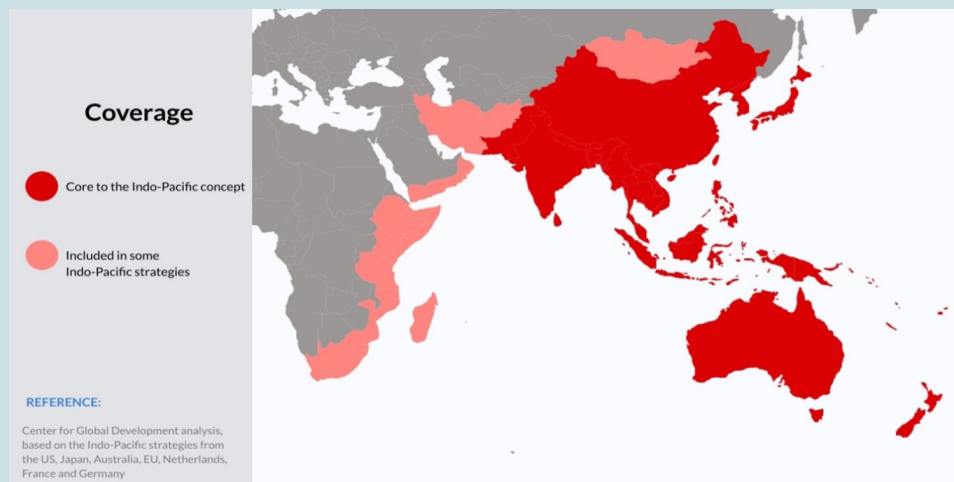 Coverage
Core to the Indo-Pacific concept
Included in some
Indo-Pacific strategies
REFERENCE:
Center for Global Development analysis,
based on the Indo-Pacific strategies from
the US, Japan, Australia, EU, Netherlands,
France and Germany